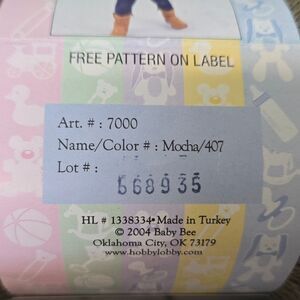 FREE PATTERN ON LABEL
Art. # : 7000
Name/Color # : Mocha/407
Lot # :
568935
HL # 1338334• Made in Turkey
© 2004 Baby Bee
Oklahoma City, OK 73179
www.hobbylobby.com